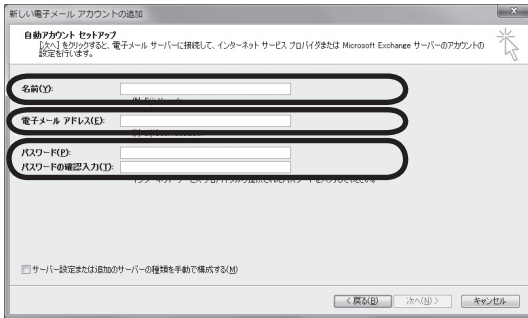 新しい電子メール アカウントの追加
自動アカウント セットアップ
[次へ] をクリックすると、電子メール サーバーに接続して、インターネット サービス プロバイダまたは Microsoft Exchange サーバーのアカウントの
設定を行います。
名前(Y):
電子メール アドレス(E):
パスワード(P):
パスワードの確認入力(T):
サーバー設定または追加のサーバーの種類を手動で構成する(M)
< 戻る(B)
次へ(N) >
キャンセル